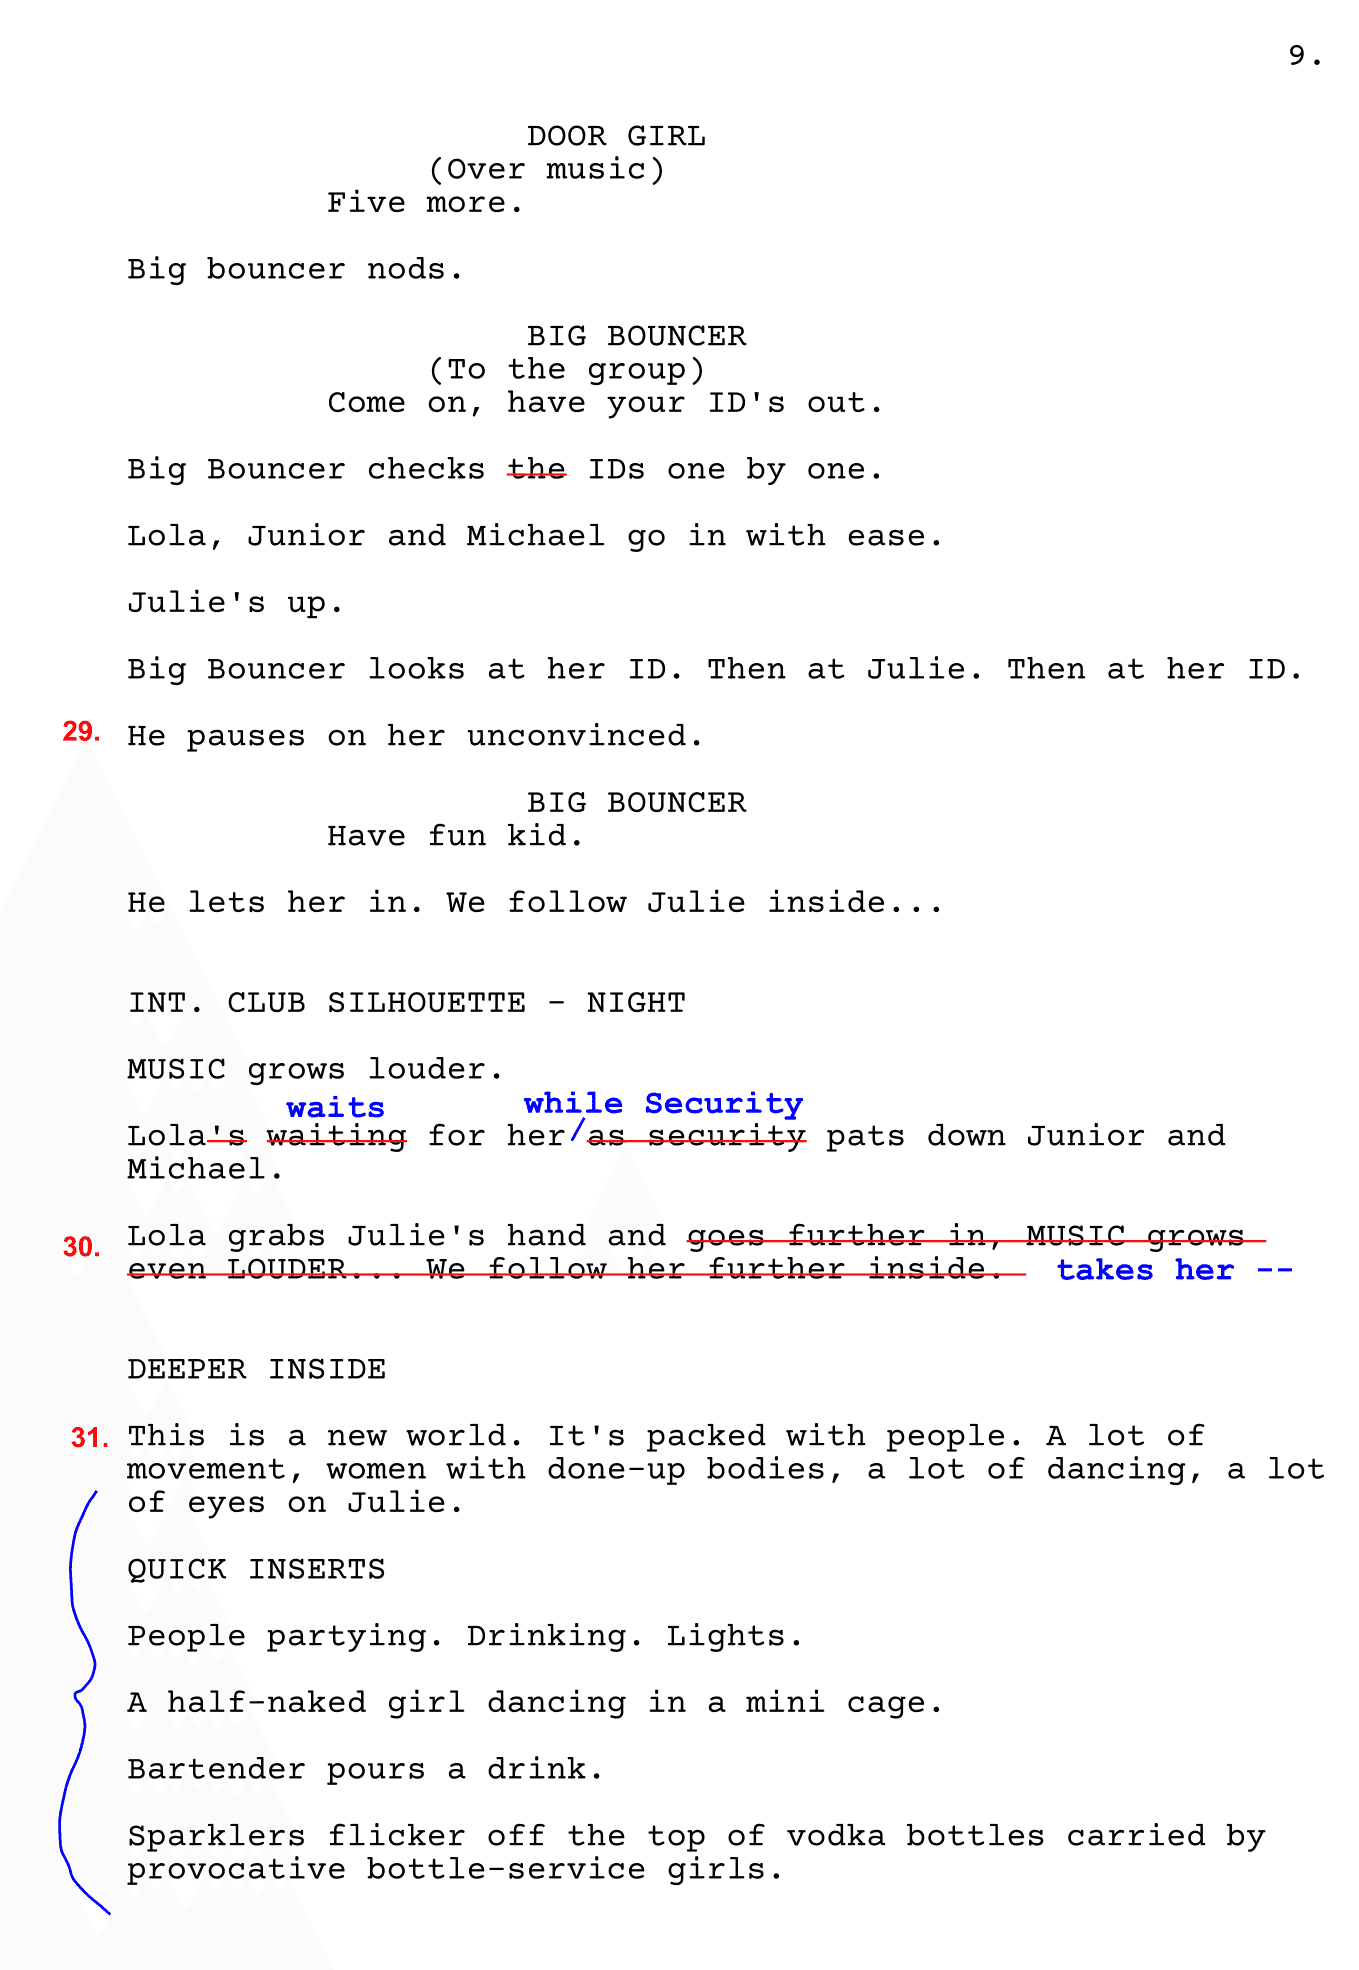 9.
DOOR GIRL
(Over music)
Five more.
Big bouncer nods.
BIG BOUNCER
(To the group)
Come on, have your ID's out.
Big Bouncer checks the IDs one by one.
Lola, Junior and Michael go in with ease.
Julie's up.
Big Bouncer looks at her ID. Then at Julie. Then at her ID.
29. He pauses on her unconvinced.
BIG BOUNCER
Have fun kid.
He lets her in. We follow Julie inside...
INT. CLUB SILHOUETTE - NIGHT
MUSIC grows louder.
waits while Security
Lola's waiting for her/as security pats down Junior and
Michael.
30. Lola grabs Julie's hand and goes further in, MUSIC grows
even LOUDER... We follow her further inside. takes her --
DEEPER INSIDE
31. This is a new world. It's packed with people. A lot of
movement, women with done-up bodies, a lot of dancing, a lot
of eyes on Julie.
QUICK INSERTS
People partying. Drinking. Lights.
A half-naked girl dancing in a mini cage.
Bartender pours a drink.
Sparklers flicker off the top of vodka bottles carried by
provocative bottle-service girls.